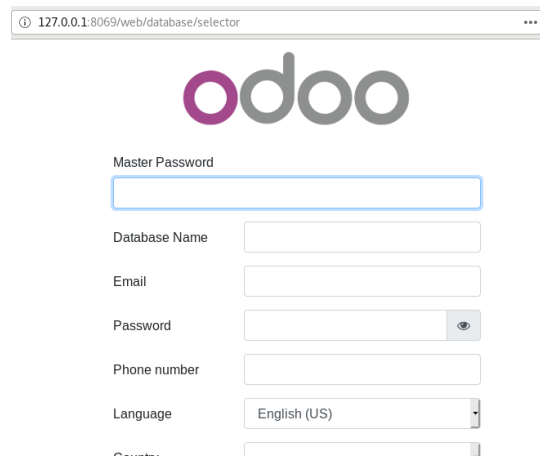 127.0.0.1:8069/web/database/selector
odoo
Master Password
Database Name
Email
Password
Phone number
Language English (US)
Country